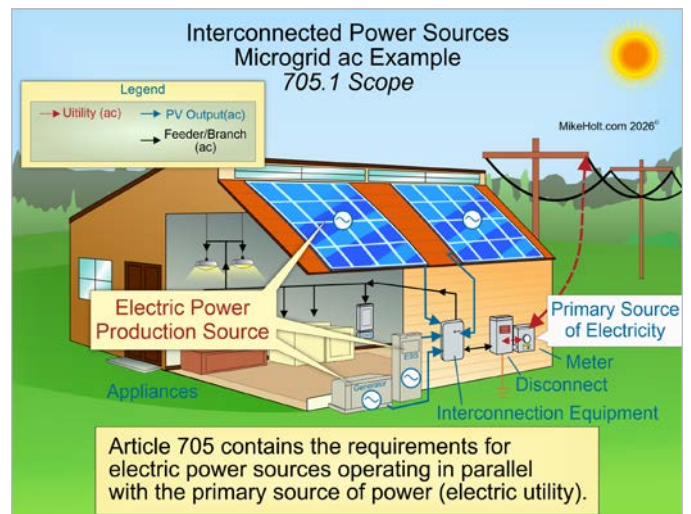 Interconnected Power Sources
Microgrid ac Example
705.1 Scope
Legend
Uitility (ac)
PV Output(ac)
Feeder/Branch
(ac)
MikeHolt.com 2026©
Electric Power
Production Source
Primary Source
of Electricity
ESS
Generator
Appliances
Meter
Disconnect
Interconnection Equipment
Article 705 contains the requirements for
electric power sources operating in parallel
with the primary source of power (electric utility).